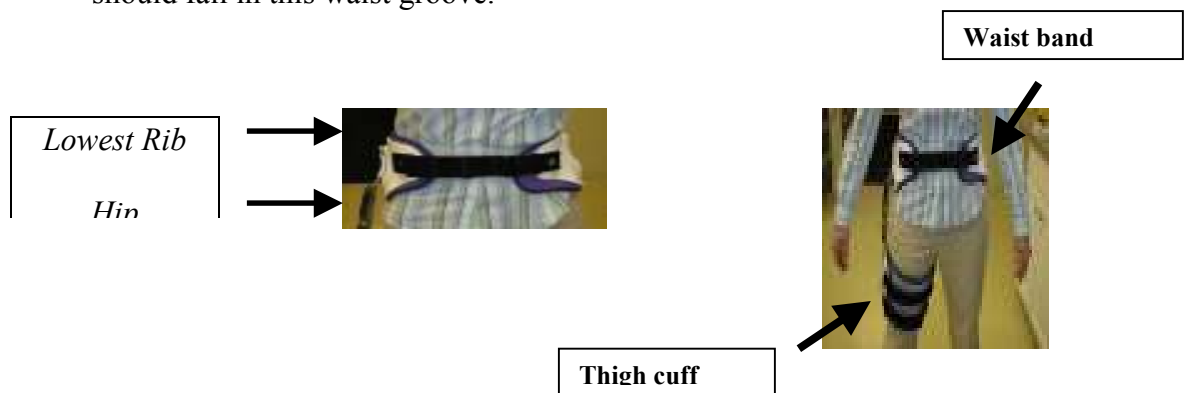 should fall in this waist groove.
Waist band
Lowest Rib
Hip
Thigh cuff